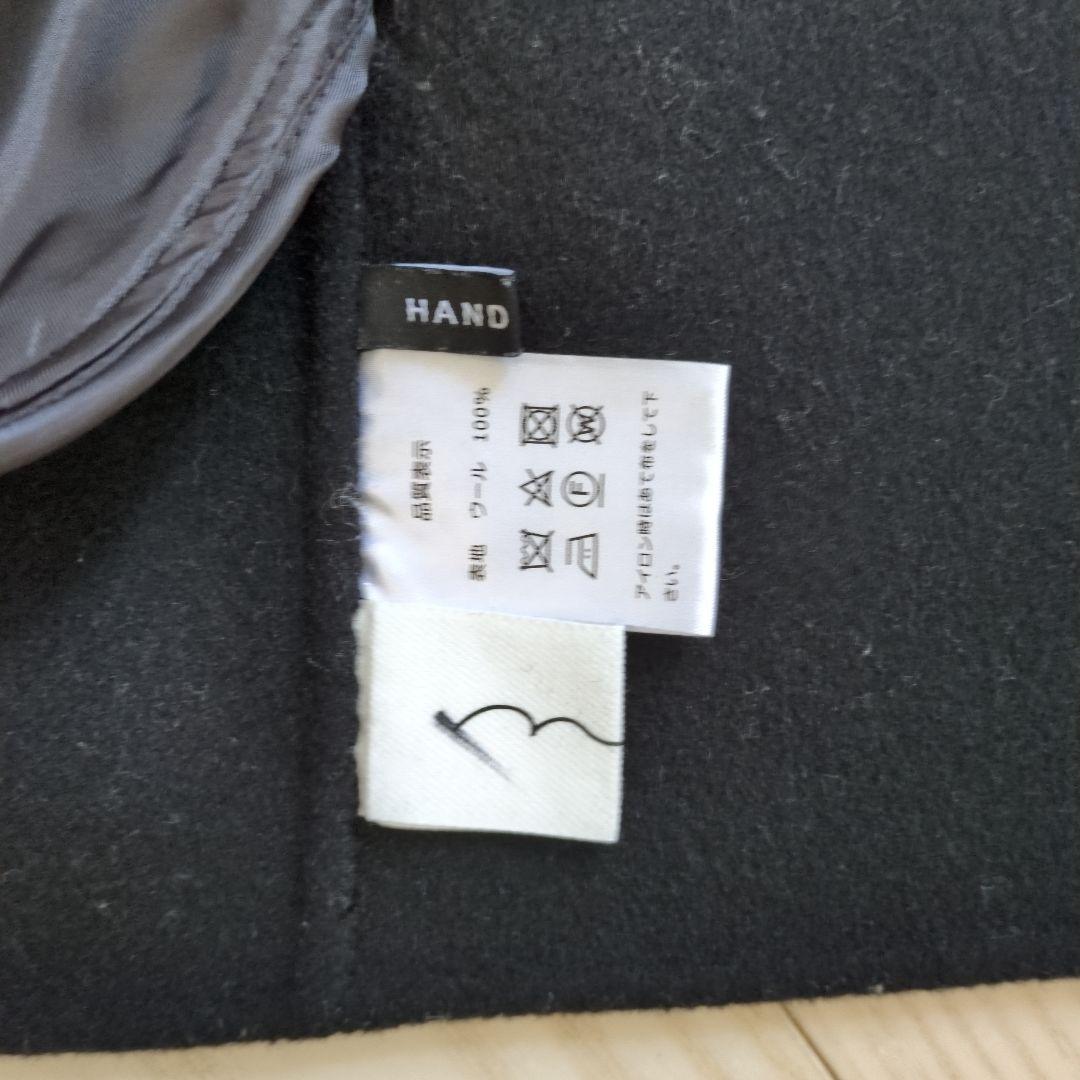 HAND
品質表示
表地 ウール 100%
W
F
アイロン時はあて布をして下
さい。